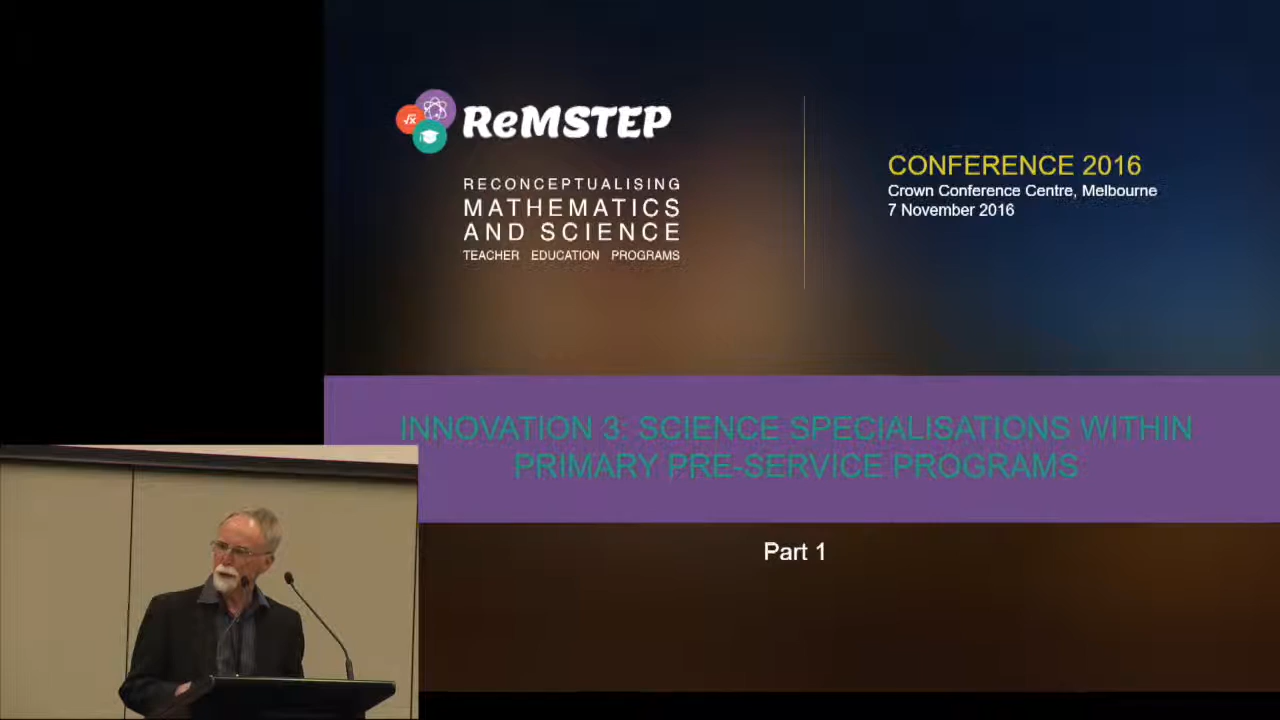 ReMSTEP
RECONCEPTUALISING
MATHEMATICS
AND SCIENCE
TEACHER EDUCATION PROGRAMS
CONFERENCE 2016
Crown Conference Centre, Melbourne
7 November 2016
INNOVATION 3: SCIENCE SPECIALISATIONS WITHIN
PRIMARY PRE-SERVICE PROGRAMS
Part 1